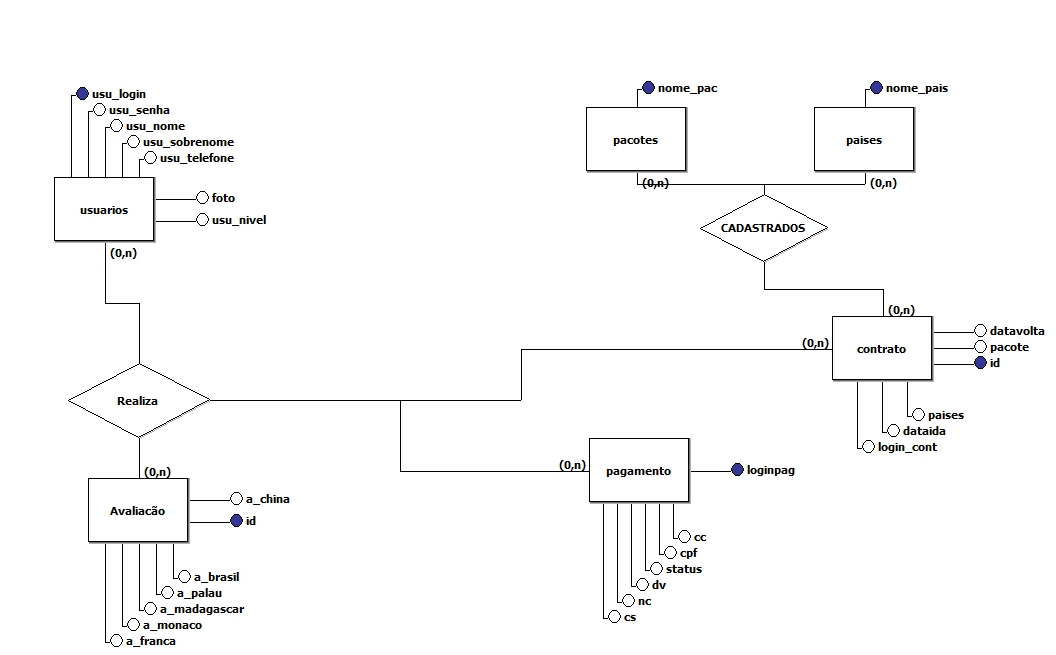 usu_login
usu_senha
usu_nome
usu_sobrenome
usu_telefone
usuarios
foto
usu_nivel
(0,n)
nome_pac
nome_pais
pacotes
paises
(0,n)
(0,n)
CADASTRADOS
(0,n)
(0,n)
contrato
datavolta
pacote
id
paises
dataida
login_cont
Realiza
(0,n)
pagamento
loginpag
cc
cpf
status
dv
nc
cs
(0,n)
Avaliacão
a_china
id
a_brasil
a_palau
a_madagascar
a_monaco
a_franca